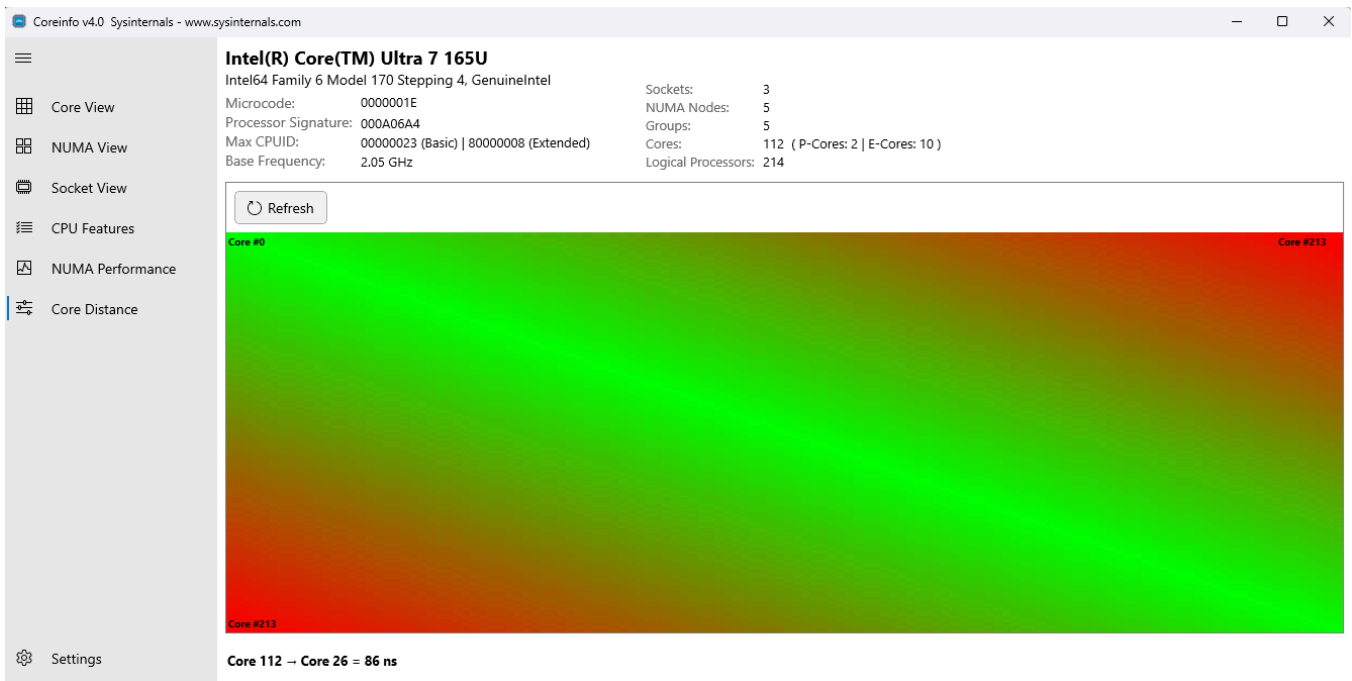 Coreinfo v4.0 Sysinternals - www.sysinternals.com
Core View
NUMA View
Socket View
CPU Features
NUMA Performance
Core Distance
Settings
Intel(R) Core(TM) Ultra 7 165U
Intel64 Family 6 Model 170 Stepping 4, GenuineIntel
Microcode: 0000001E
Processor Signature: 000A06A4
Max CPUID: 00000023 (Basic) | 80000008 (Extended)
Base Frequency: 2.05 GHz
Sockets: 3
NUMA Nodes: 5
Groups: 5
Cores: 112 ( P-Cores: 2 | E-Cores: 10 )
Logical Processors: 214
Refresh
Core #0
Core #213
Core #213
Core 112 → Core 26 = 86 ns